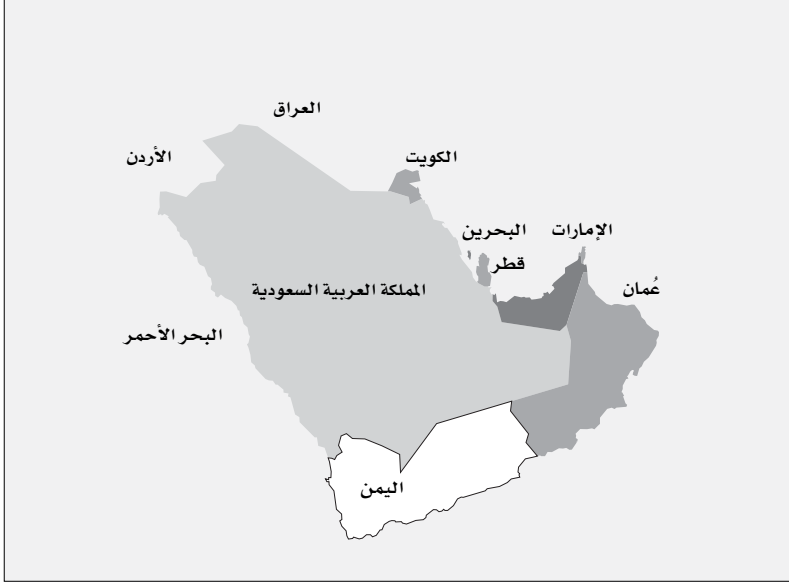 العراق
الأردن
الكويت
البحرين
الإمارات
قطر
المملكة العربية السعودية
عُمان
البحر الأحمر
اليمن